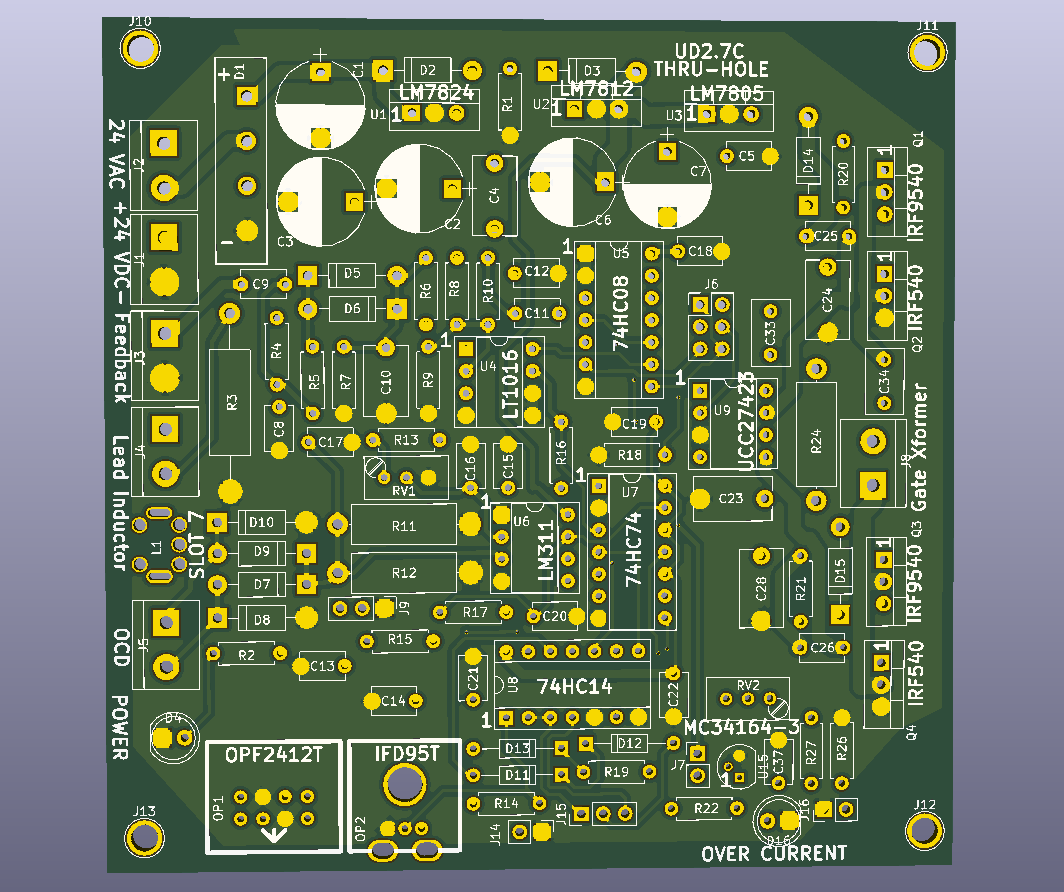 J10
J11
UD2.7C
THRU-HOLE
D1
+
-
C1
D2
D3
LM7824
LM7812
LM7805
U1
1
R1
U2
1
U3
1
24 VAC
J2
C5
D14
R20
Q1
IRF9540
1
C7
C4
C3
C2
C6
+24 VDC-
J1
C25
C9
D5
D6
R6
R8
R10
C12
C11
1
U5
74HC08
C18
J6
C33
C24
1
IRF540
Q2
Feedback
J3
R4
R3
R5
R7
C10
R9
1
U4
LT1016
1
U9
UCC27423
C34
R24
Gate Xformer
J8
Lead Inductor
J4
C8
C17
R13
RV1
C16
C15
R16
C19
R18
1
U7
74HC74
C23
L1
SLOT 7
D10
D9
D7
D8
R11
R12
1
U6
LM311
Q3
IRF9540
1
D15
R21
C28
OCD
J5
J9
R17
C20
R15
R2
C13
C14
C21
U8
74HC14
1
C22
C26
1
IRF540
Q4
RV2
MC34164-3
POWER
D4
OPF2412T
OP1
IFD95T
OP2
D13
D11
D12
R19
J7
U15
1
C37
R27
R26
R14
J14
J15
R22
D16
J16
J13
J12
OVER CURRENT